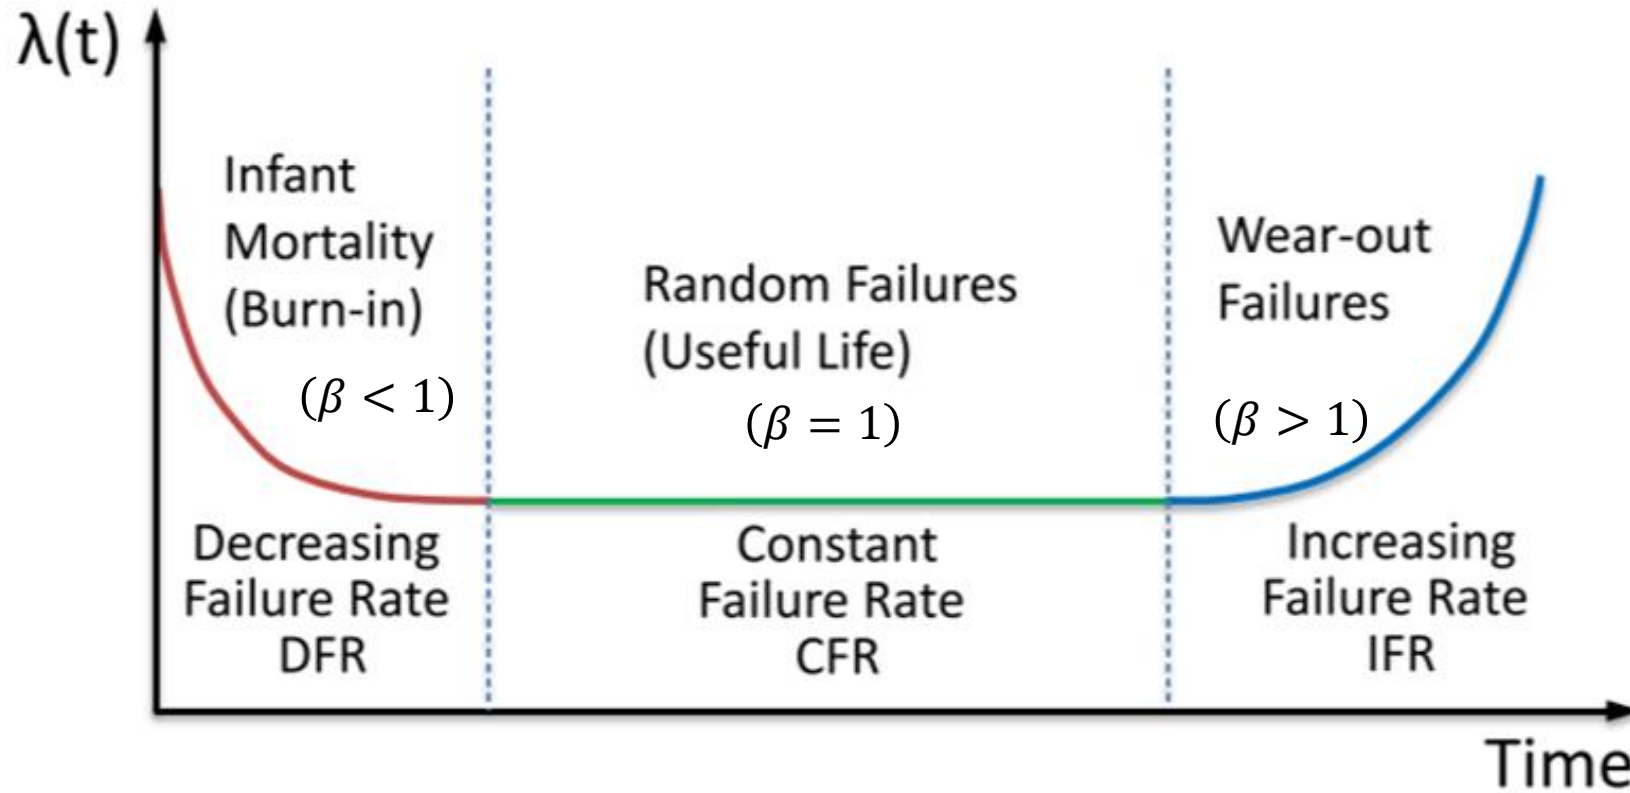 λ(t)
Infant
Mortality
(Burn-in)
(β < 1)
Random Failures
(Useful Life)
(β = 1)
Wear-out
Failures
(β > 1)
Decreasing
Failure Rate
DFR
Constant
Failure Rate
CFR
Increasing
Failure Rate
IFR
Time